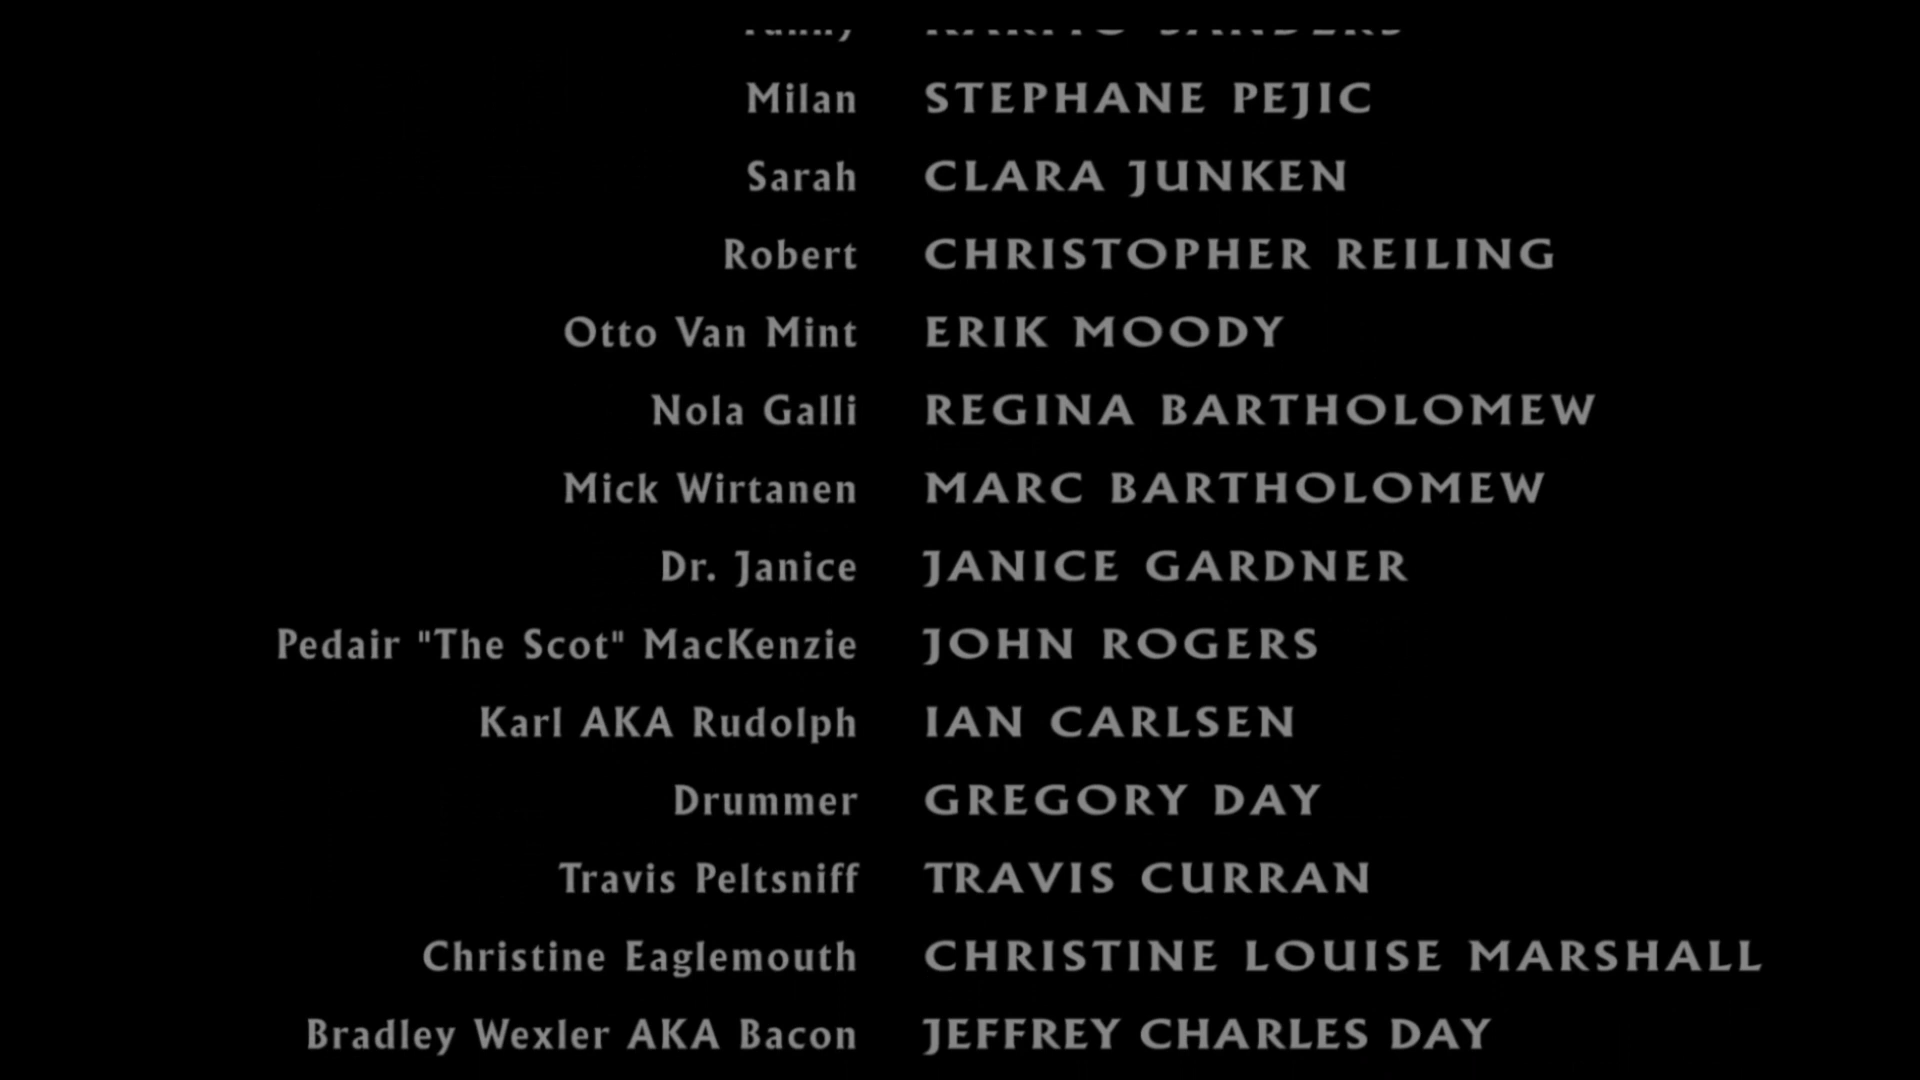 Milan STEPHANE PEJIC
Sarah CLARA JUNKEN
Robert CHRISTOPHER REILING
Otto Van Mint ERIK MOODY
Nola Galli REGINA BARTHOLOMEW
Mick Wirtanen MARC BARTHOLOMEW
Dr. Janice JANICE GARDNER
Pedair "The Scot" MacKenzie JOHN ROGERS
Karl AKA Rudolph IAN CARLSEN
Drummer GREGORY DAY
Travis Peltsniff TRAVIS CURRAN
Christine Eaglemouth CHRISTINE LOUISE MARSHALL
Bradley Wexler AKA Bacon JEFFREY CHARLES DAY